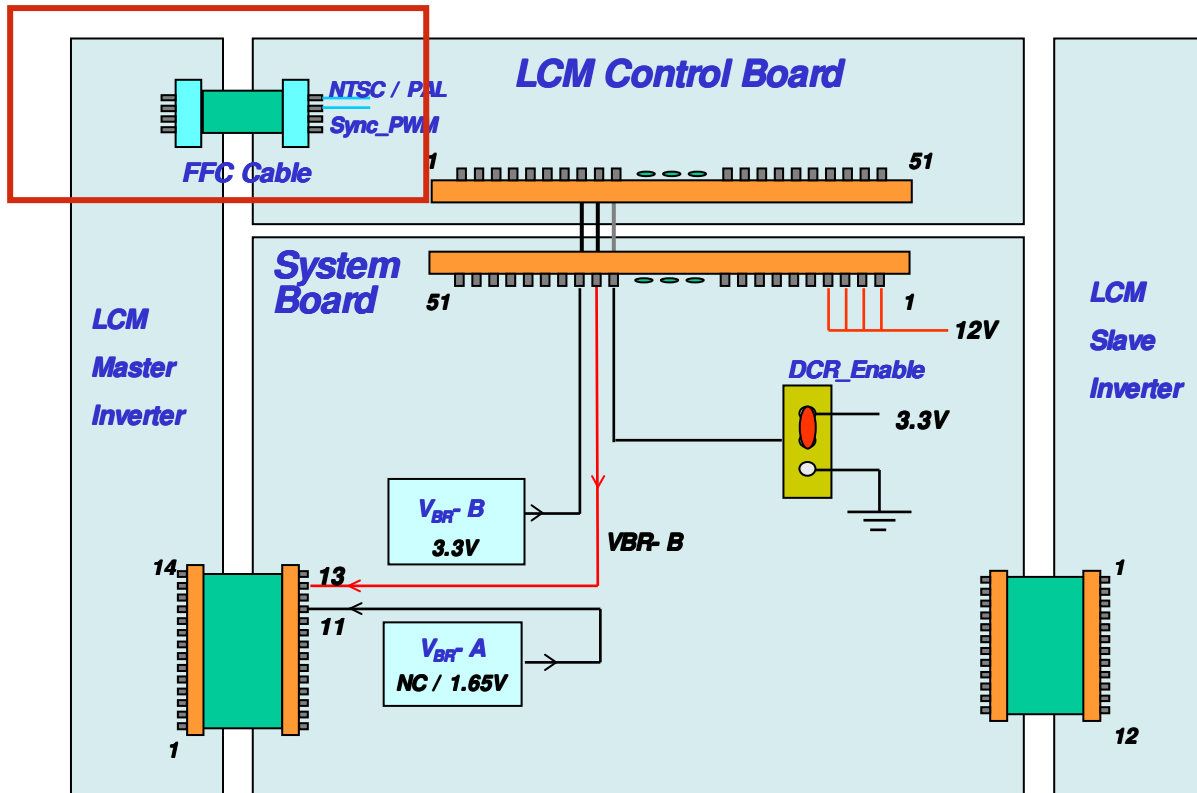 LCM Control Board
NTSC / PAL
Sync_PWM
FFC Cable
1
51
System
Board
51
1
12V
LCM
Master
Inverter
LCM
Slave
Inverter
DCR_Enable
3.3V
VBR- B
3.3V
VBR- B
14
13
11
1
VBR- A
NC / 1.65V
1
12